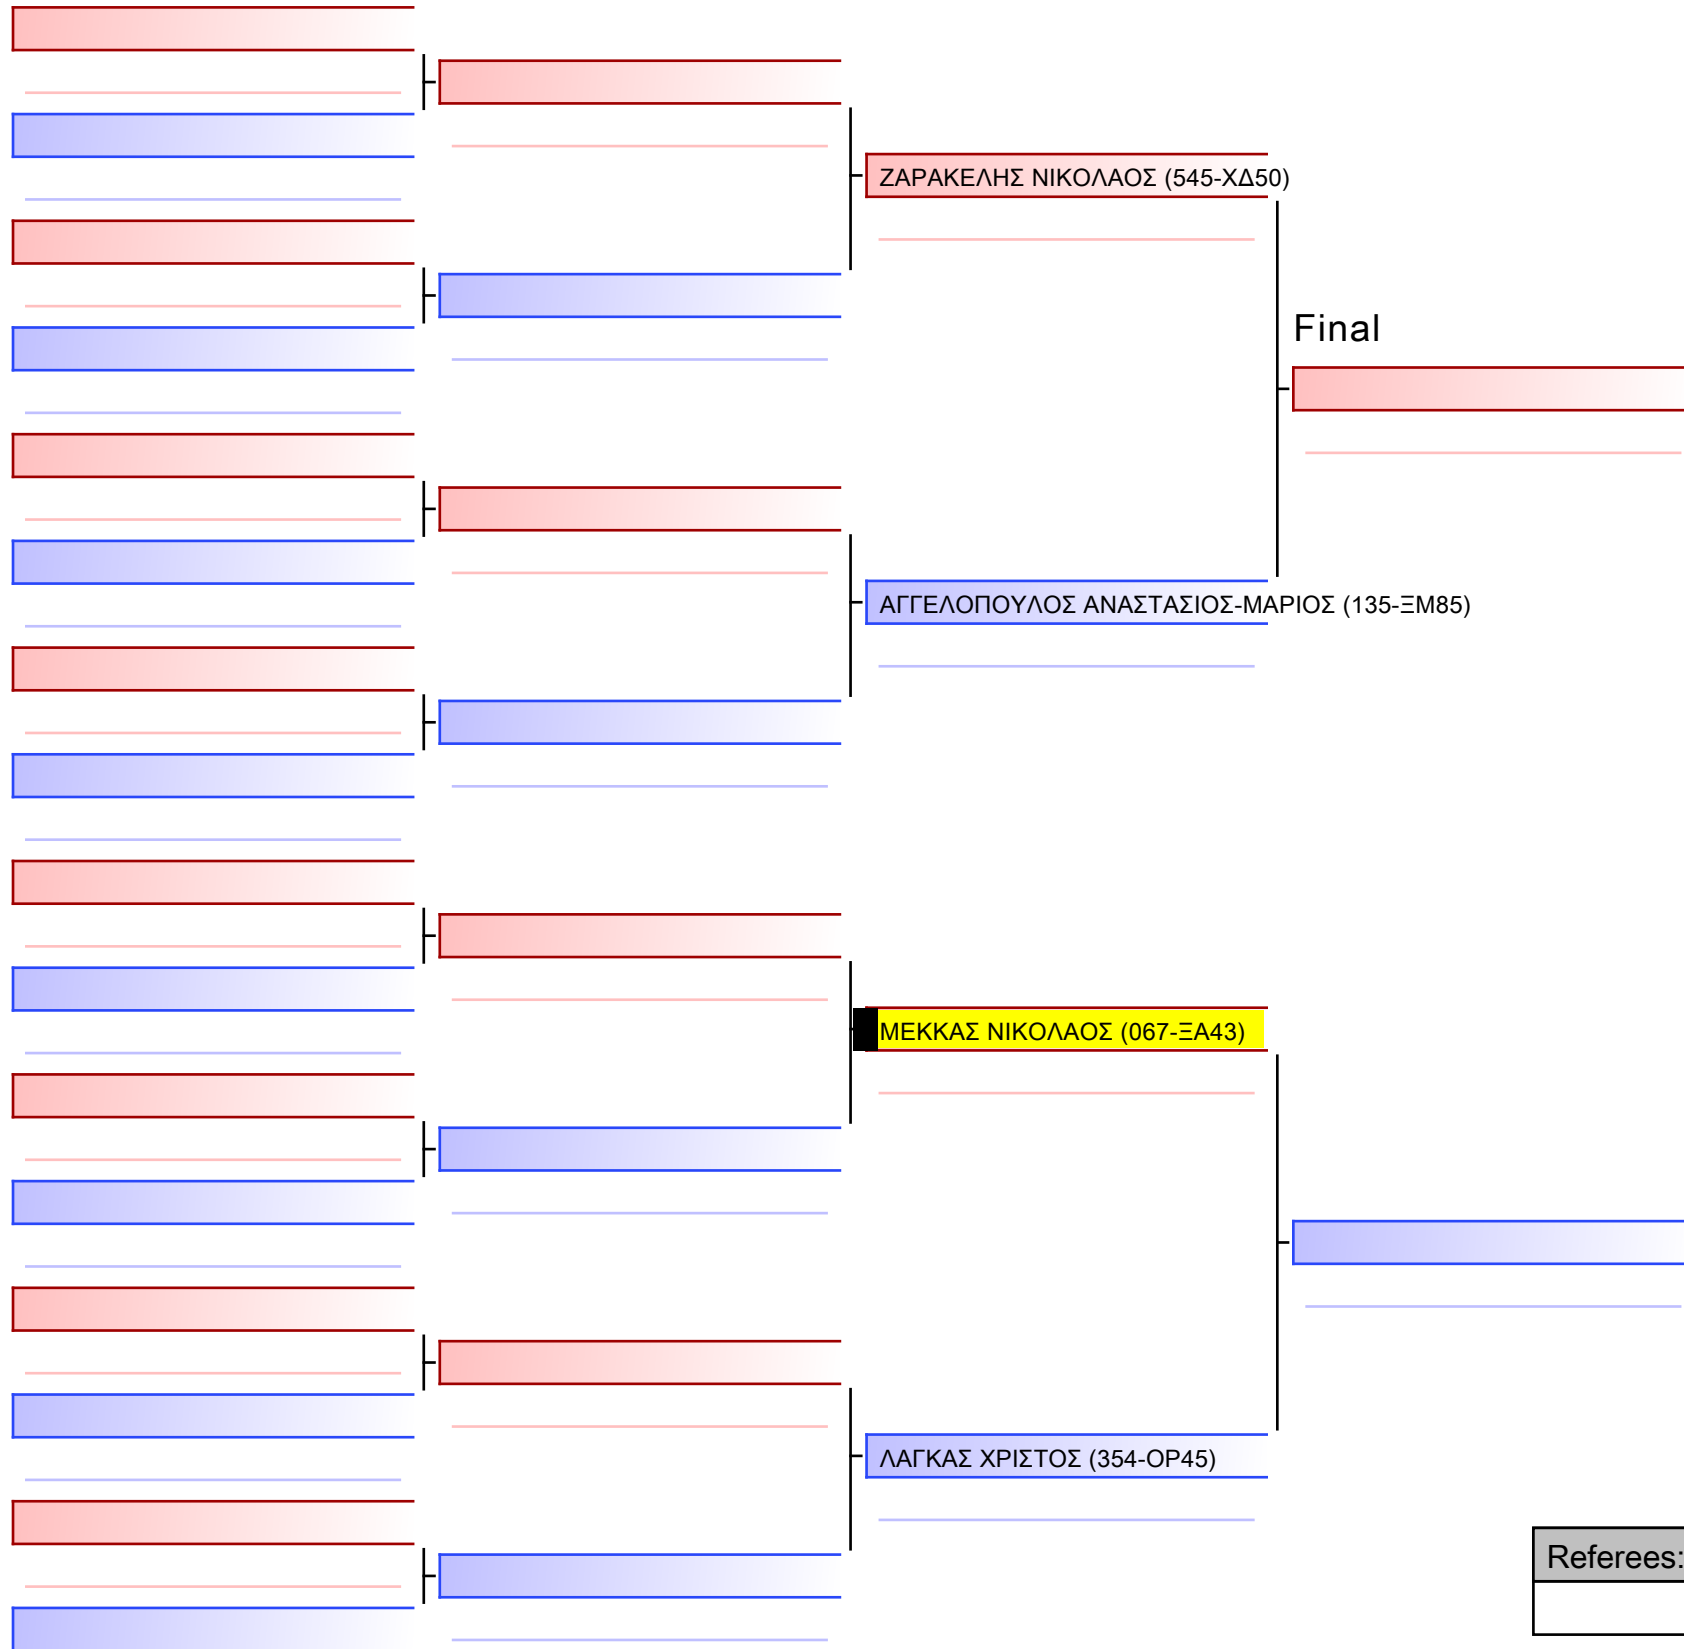 ΖΑΡΑΚΕΛΗΣ ΝΙΚΟΛΑΟΣ (545-ΧΔ50)
Final
ΑΓΓΕΛΟΠΟΥΛΟΣ ΑΝΑΣΤΑΣΙΟΣ-ΜΑΡΙΟΣ (135-ΞΜ85)
ΜΕΚΚΑΣ ΝΙΚΟΛΑΟΣ (067-ΞΑ43)
ΛΑΓΚΑΣ ΧΡΙΣΤΟΣ (354-ΟΡ45)
Referees: